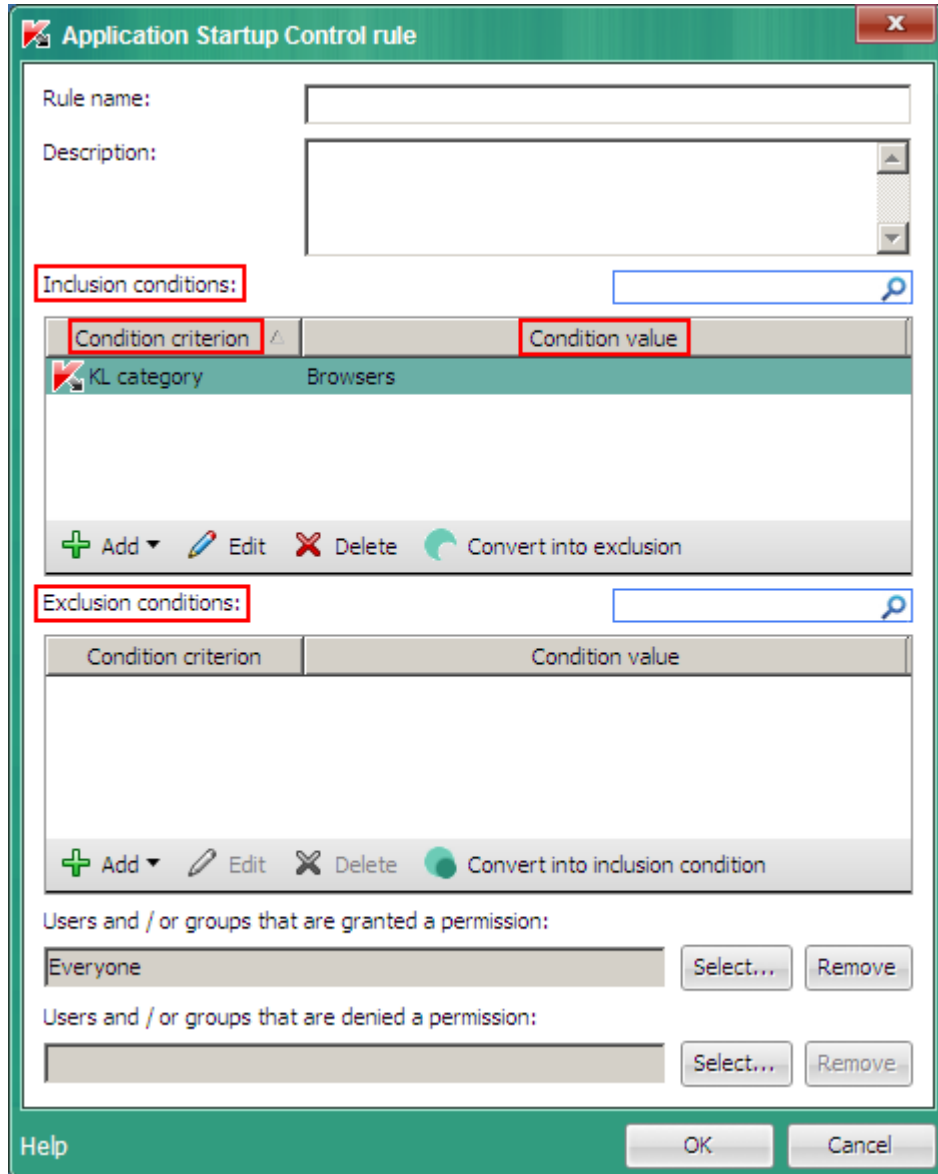 Application Startup Control rule
x
Rule name:
Description:
Inclusion conditions:
Condition criterion Condition value
KL category Browsers
Add Edit Delete Convert into exclusion
Exclusion conditions:
Condition criterion Condition value
Add Edit Delete Convert into inclusion condition
Users and / or groups that are granted a permission:
Everyone Select... Remove
Users and / or groups that are denied a permission:
Select... Remove
Help OK Cancel